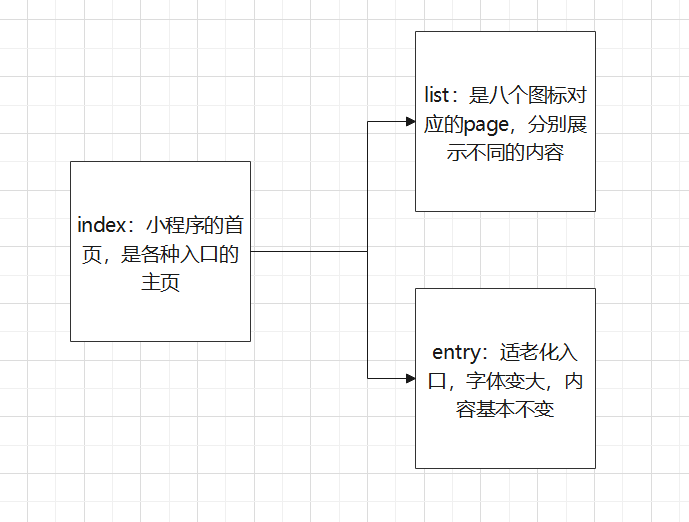 list：是八个图标对
应的page，分别展
示不同的内容
index：小程序的首
页，是各种入口的
主页
entry：适老化入
口，字体变大，内
容基本不变